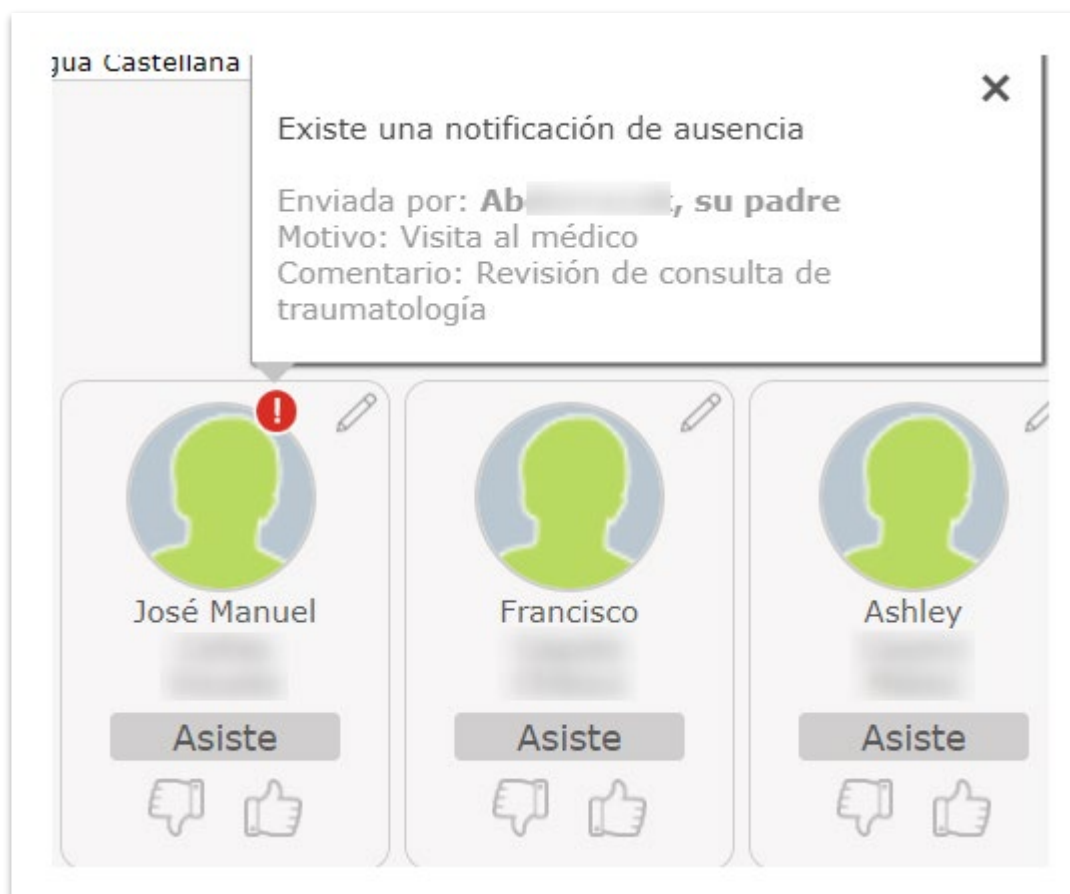 gua Castellana
Existe una notificación de ausencia
Enviada por: Ab , su padre
Motivo: Visita al médico
Comentario: Revisión de consulta de
traumatología
José Manuel
Francisco
Ashley
Asiste
Asiste
Asiste